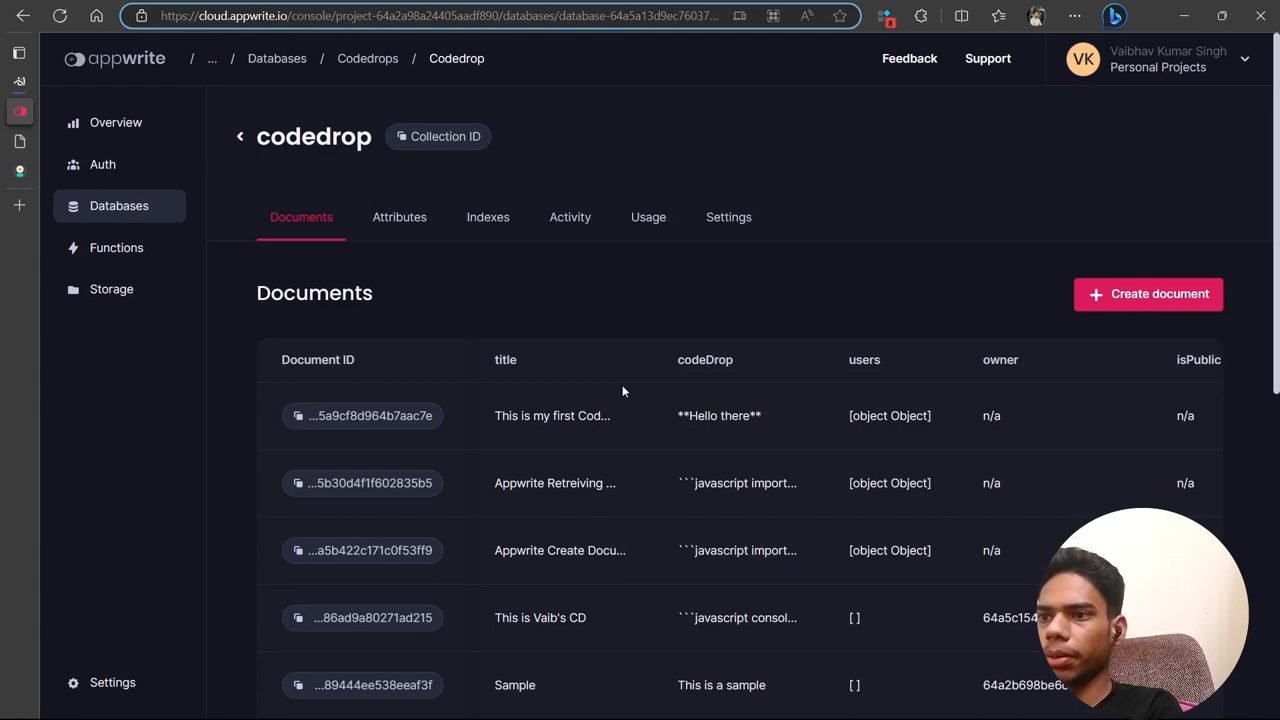 https://cloud.appwrite.io/console/project-64a2a98a24405aadf890/databases/database-64a5a13d9ec76037...
8
appwrite / ... / Databases / Codedrops / Codedrop
Feedback Support
VK Vaibhav Kumar Singh
Personal Projects
Overview
Auth
Databases
Functions
Storage
Settings
codedrop Collection ID
Documents Attributes Indexes Activity Usage Settings
Documents
Create document
Document ID title codeDrop users owner isPublic
...5a9cf8d964b7aac7e This is my first Cod... **Hello there** [object Object] n/a n/a
...5b30d4f1f602835b5 Appwrite Retreiving ... ```javascript import... [object Object] n/a n/a
...a5b422c171c0f53ff9 Appwrite Create Docu... ```javascript import... [object Object] n/a
...86ad9a80271ad215 This is Vaib's CD ```javascript consol... [ ] 64a5c154
...89444ee538eeaf3f Sample This is a sample [ ] 64a2b698be6